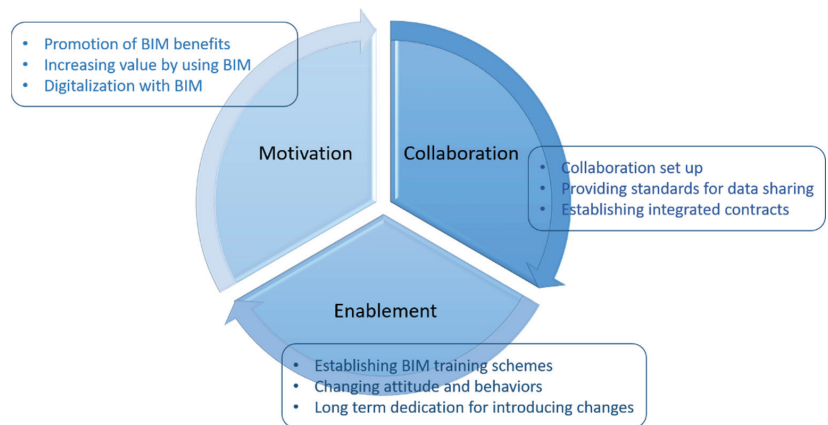 • Promotion of BIM benefits
• Increasing value by using BIM
• Digitalization with BIM
Motivation
Collaboration
• Collaboration set up
• Providing standards for data sharing
• Establishing integrated contracts
Enablement
• Establishing BIM training schemes
• Changing attitude and behaviors
• Long term dedication for introducing changes